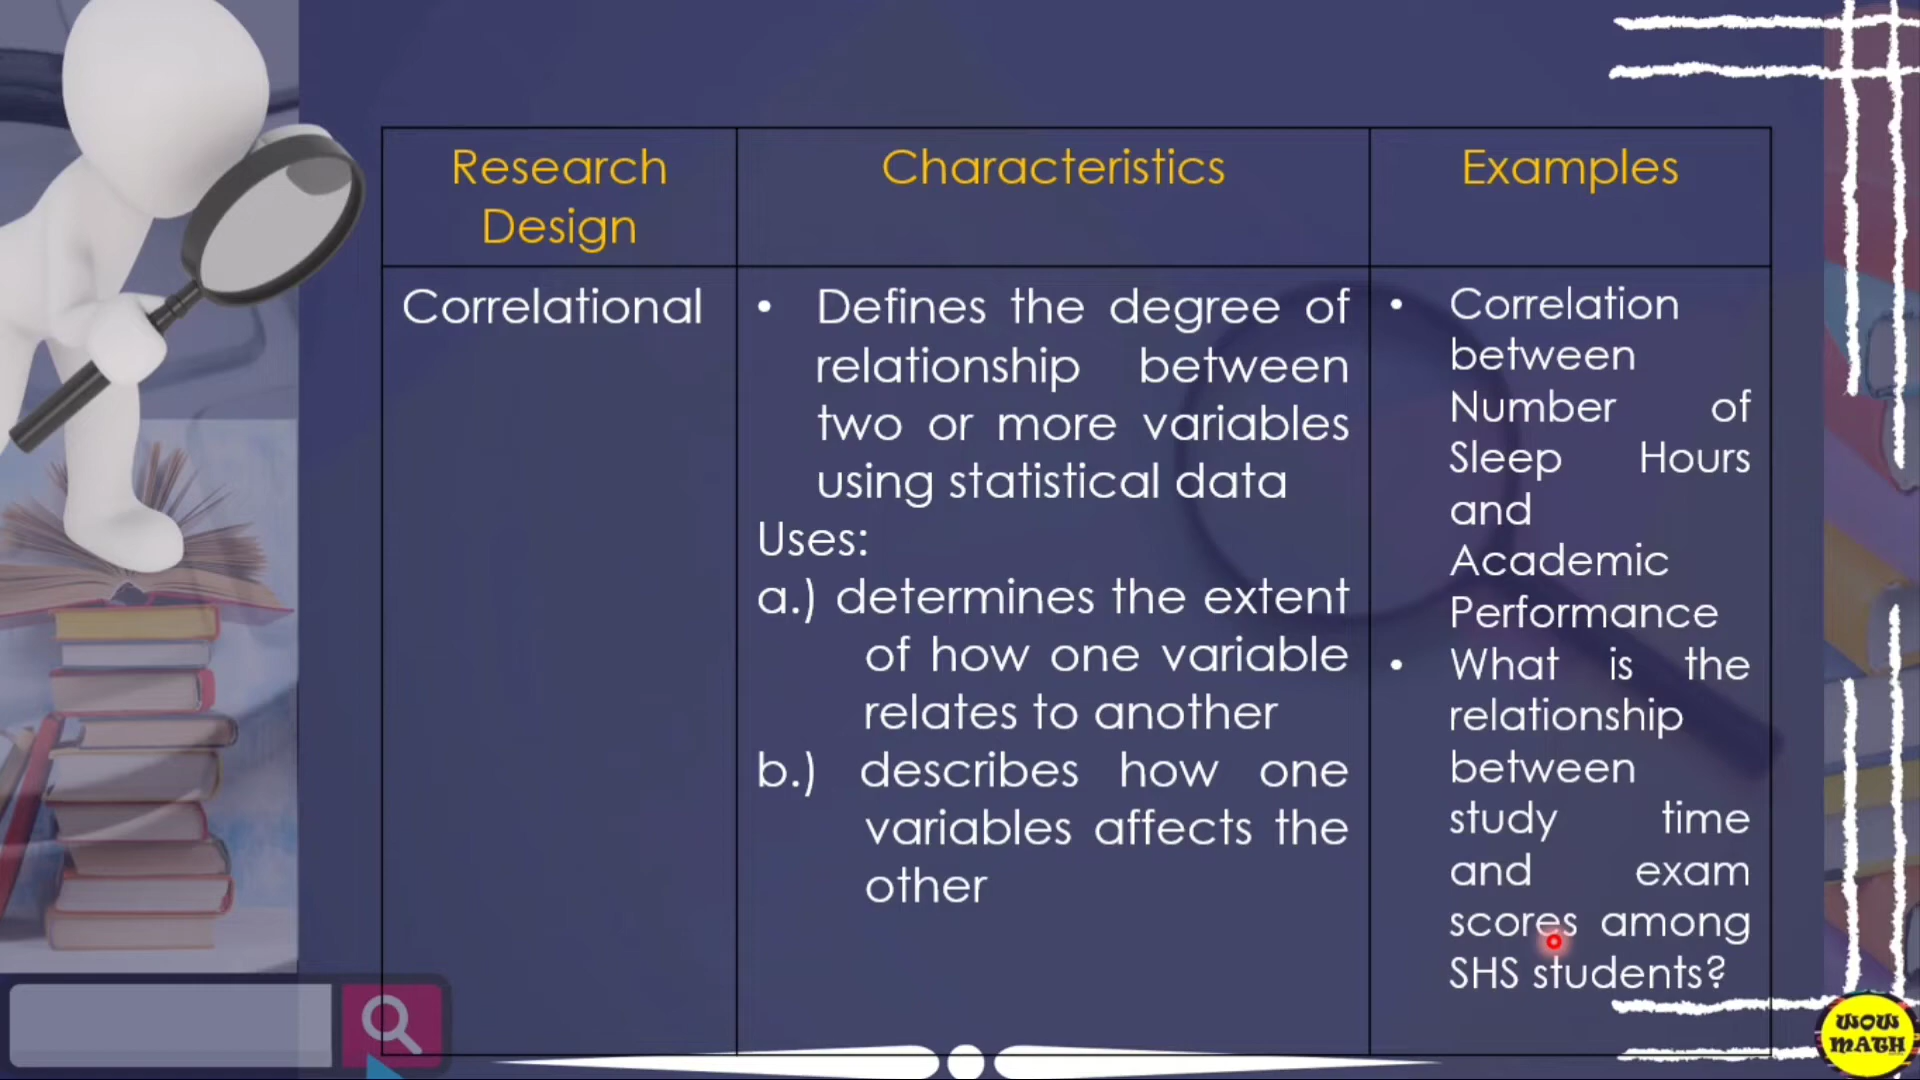 Research
Design
Characteristics
Examples
Correlational
• Defines the degree of
relationship between
two or more variables
using statistical data
Uses:
a.) determines the extent
of how one variable
relates to another
b.) describes how one
variables affects the
other
• Correlation
between
Number of
Sleep Hours
and
Academic
Performance
• What is the
relationship
between
study time
and exam
scores among
SHS students?
WOW
MATH